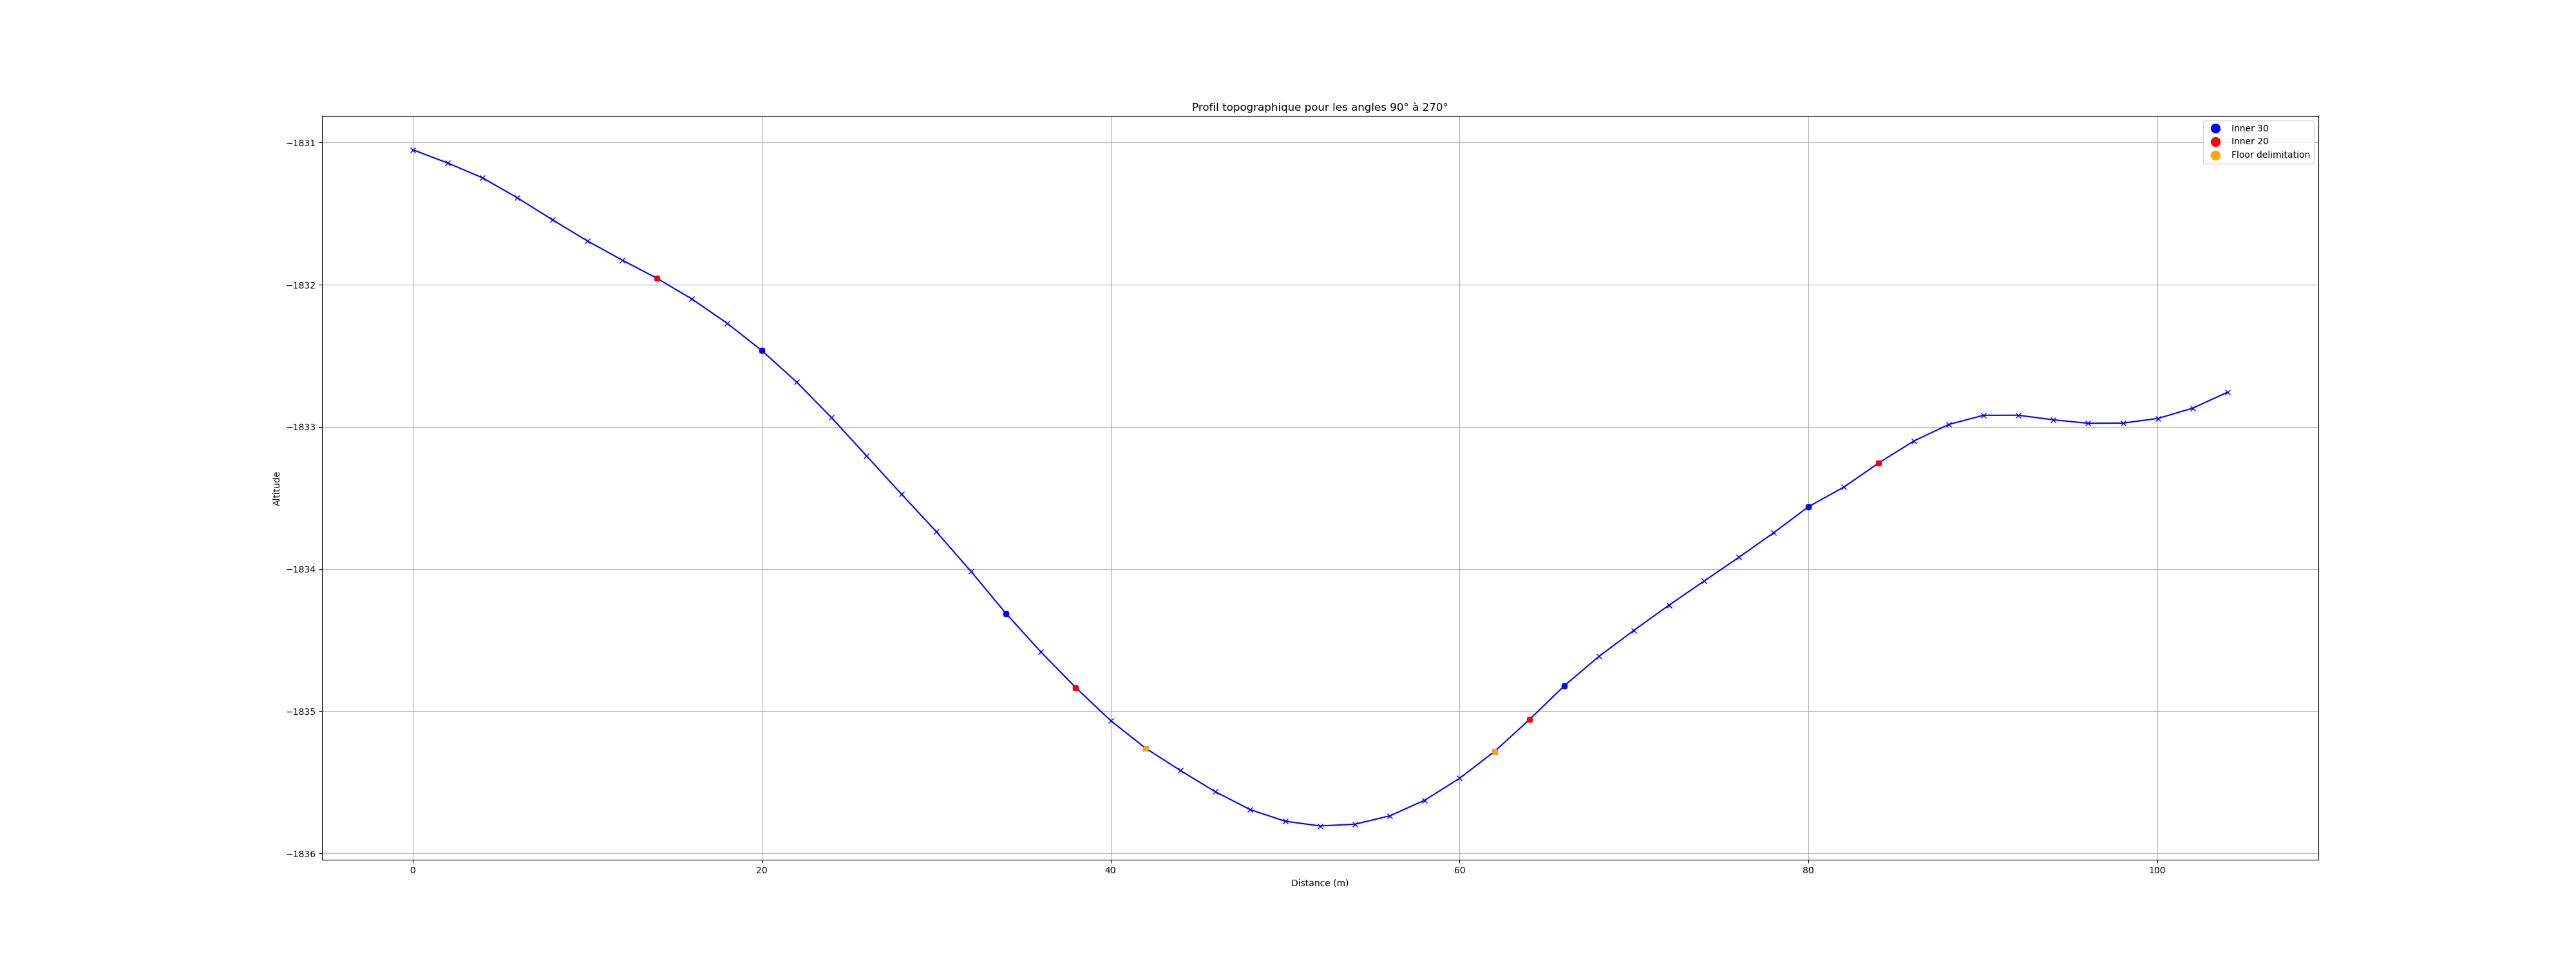 Profil topographique pour les angles 90° à 270°
Inner 30
Inner 20
Floor delimitation
Altitude
−1831
−1832
−1833
−1834
−1835
−1836
0
20
40
60
80
100
Distance (m)